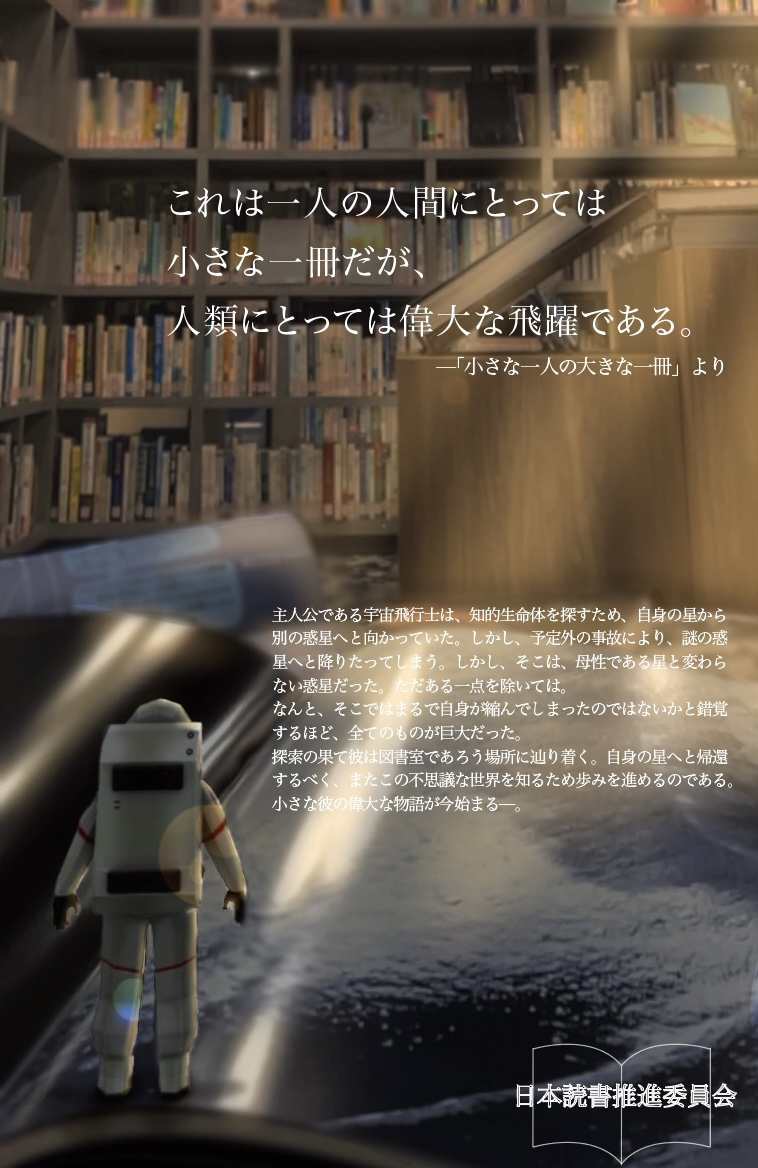 これは一人の人間にとっては
小さな一冊だが、
人類にとっては偉大な飛躍である。
―「小さな一人の大きな一冊」より
主人公である宇宙飛行士は、知的生命体を探すため、自身の星から
別の惑星へと向かっていた。しかし、予定外の事故により、謎の惑
星へと降りたってしまう。しかし、そこは、母性である星と変わら
ない惑星だった。ただある一点を除いては。
なんと、そこではまるで自身が縮んでしまったのではないかと錯覚
するほど、全てのものが巨大だった。
探索の果て彼は図書室であろう場所に辿り着く。自身の星へと帰還
するべく、またこの不思議な世界を知るため歩みを進めるのである。
小さな彼の偉大な物語が今始まる―。
日本読書推進委員会